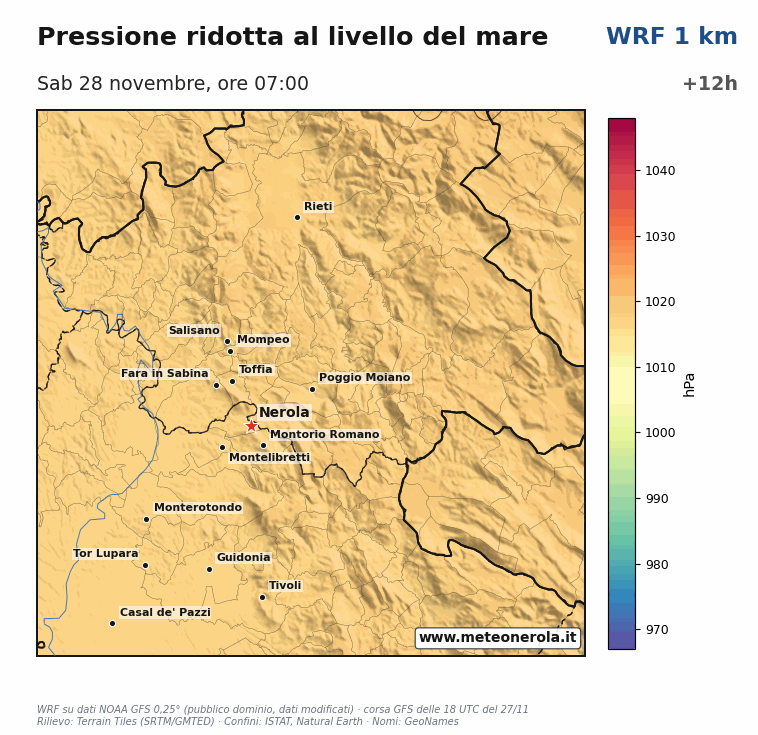 Pressione ridotta al livello del mare
WRF 1 km
Sab 28 novembre, ore 07:00
+12h
Rieti
Salisano
Mompeo
Toffia
Fara in Sabina
Poggio Moiano
Nerola
Montorio Romano
Montelibretti
Monterotondo
Tor Lupara
Guidonia
Tivoli
Casal de' Pazzi
www.meteonerola.it
1040
1030
1020
1010
1000
990
980
970
hPa
WRF su dati NOAA GFS 0,25° (pubblico dominio, dati modificati) · corsa GFS delle 18 UTC del 27/11
Rilievo: Terrain Tiles (SRTM/GMTED) · Confini: ISTAT, Natural Earth · Nomi: GeoNames